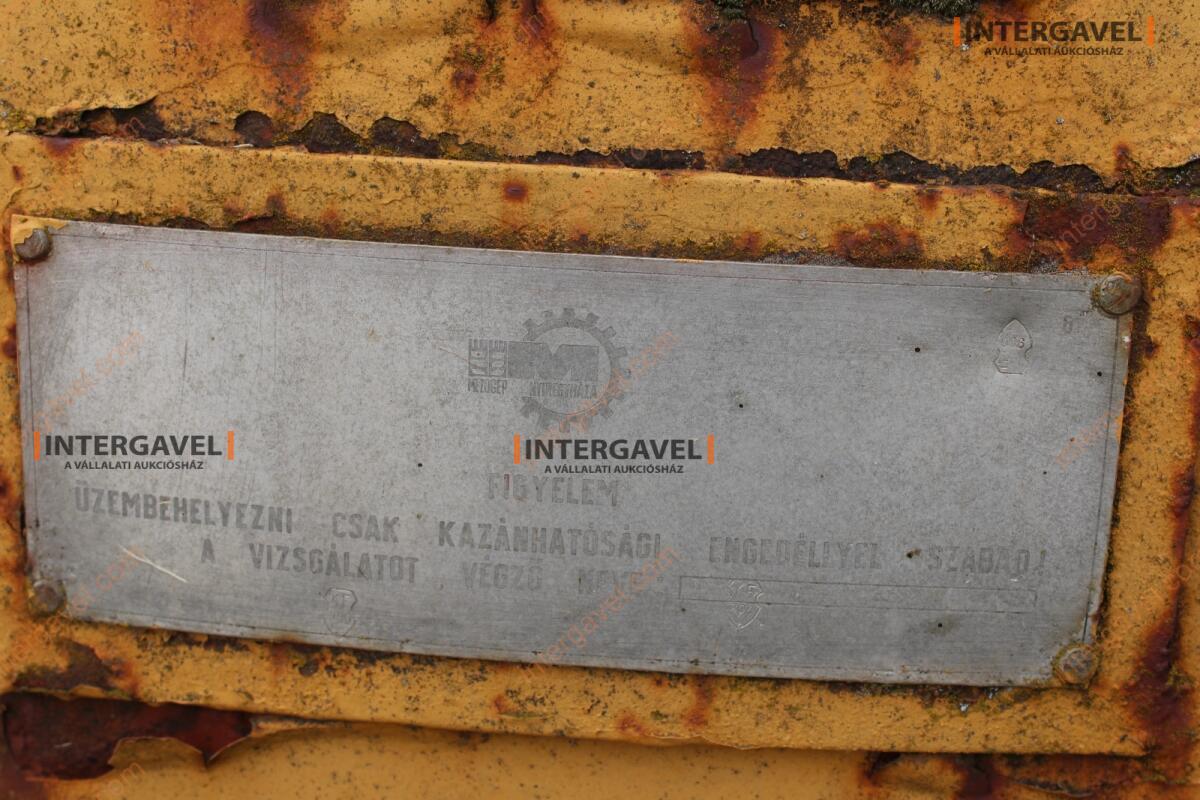 INTERGAVEL
A VÁLLALATI AUKCIÓSHÁZ
MEZŐGÉP
NYÍREGYHÁZA
INTERGAVEL
A VÁLLALATI AUKCIÓSHÁZ
INTERGAVEL
A VÁLLALATI AUKCIÓSHÁZ
FIGYELEM
ÜZEMBEHELYEZNI CSAK KAZÁNHATÓSÁGI ENGEDÉLLYEL SZABAD!
A VIZSGÁLATOT VÉGZŐ NEVE